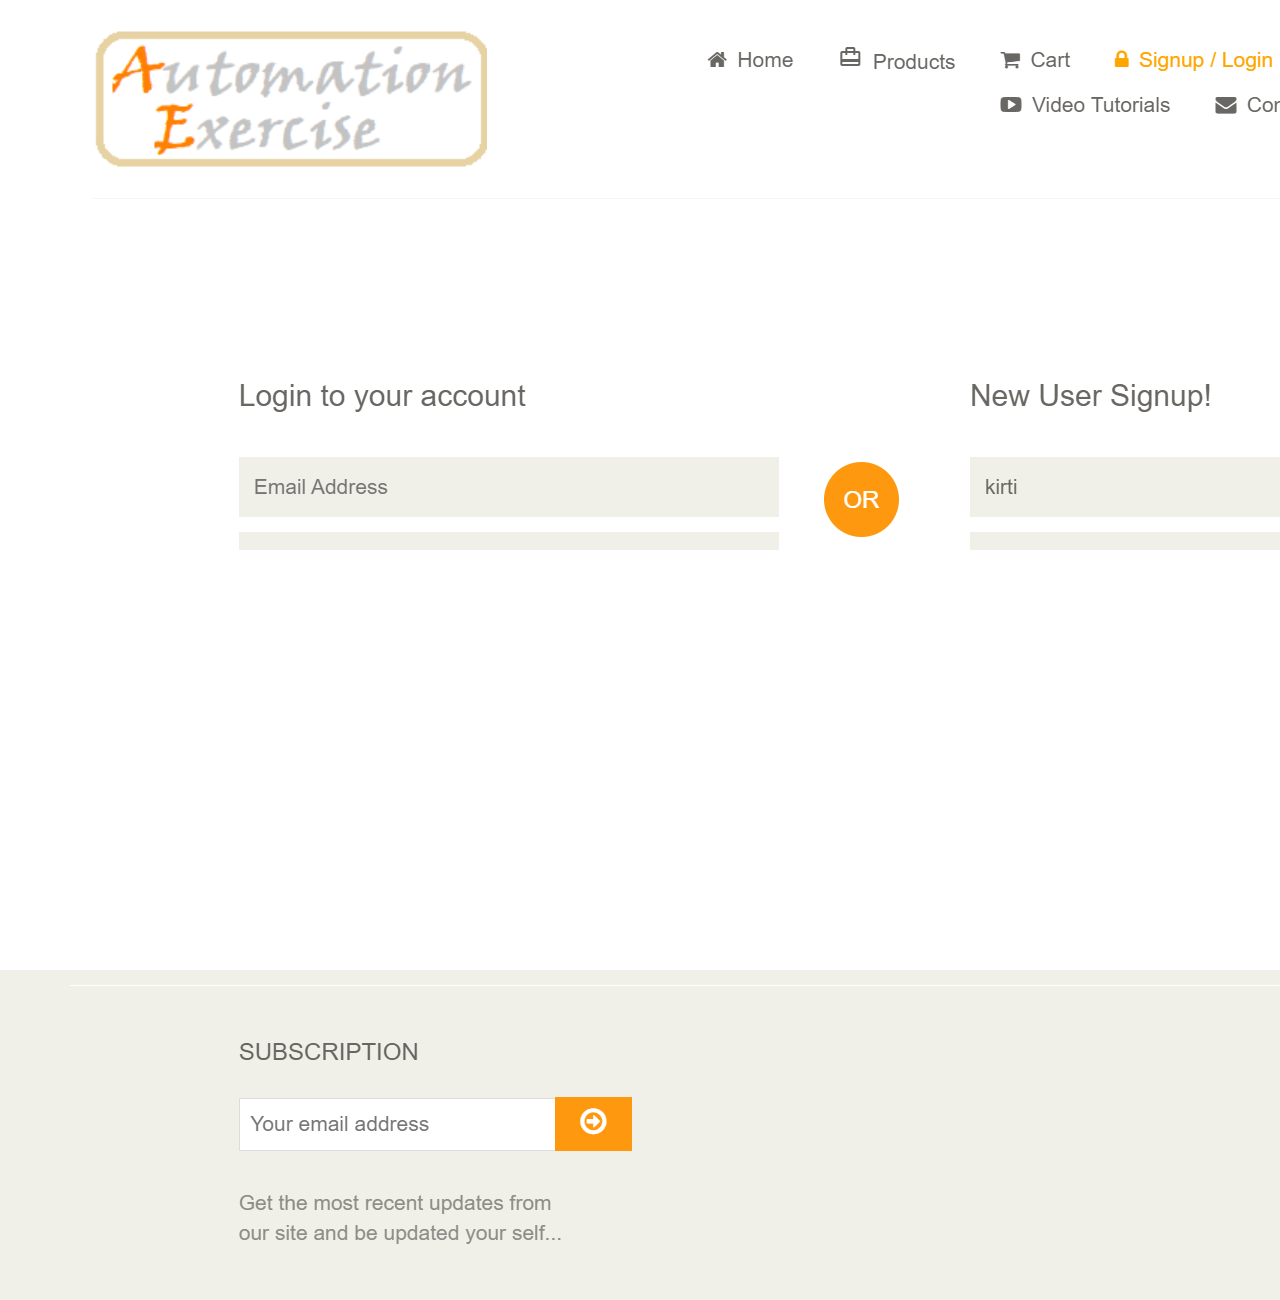 Automation
Exercise
Home
Products
Cart
Signup / Login
Video Tutorials
Login to your account
New User Signup!
Email Address
OR
kirti
SUBSCRIPTION
Your email address
Get the most recent updates from
our site and be updated your self...